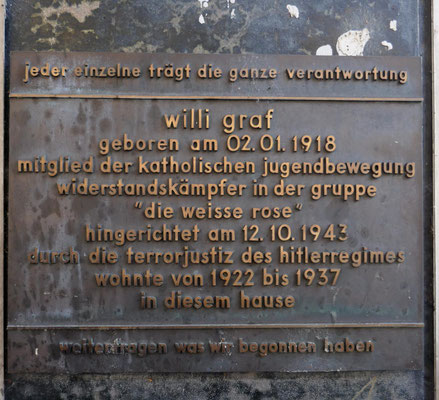 jeder einzelne trägt die ganze verantwortung
willi graf
geboren am 02.01.1918
mitglied der katholischen jugendbewegung
widerstandskämpfer in der gruppe
"die weisse rose"
hingerichtet am 12.10.1943
durch die terrorjustiz des hitlerregimes
wohnte von 1922 bis 1937
in diesem hause
weitertragen was wir begonnen haben